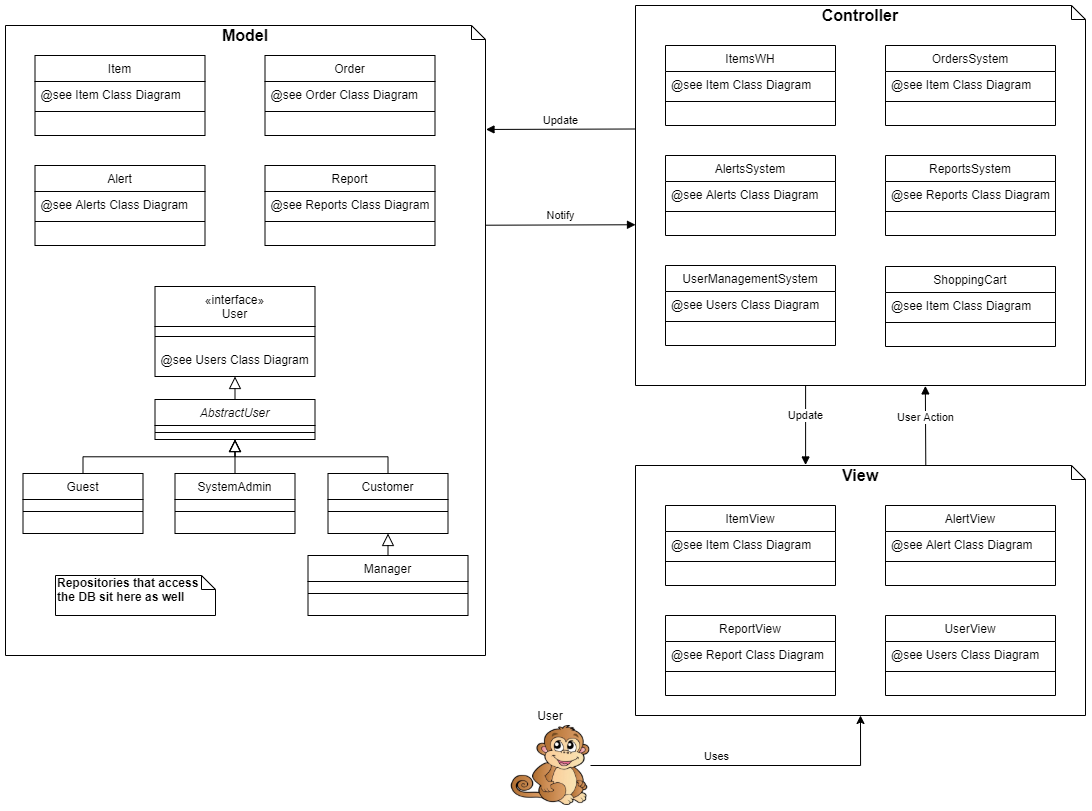 Model
Item
@see Item Class Diagram
Order
@see Order Class Diagram
Alert
@see Alerts Class Diagram
Report
@see Reports Class Diagram
«interface»
User
@see Users Class Diagram
AbstractUser
Guest
SystemAdmin
Customer
Manager
Repositories that access
the DB sit here as well
Update
Notify
Controller
ItemsWH
@see Item Class Diagram
OrdersSystem
@see Item Class Diagram
AlertsSystem
@see Alerts Class Diagram
ReportsSystem
@see Reports Class Diagram
UserManagementSystem
@see Users Class Diagram
ShoppingCart
@see Item Class Diagram
Update
User Action
View
ItemView
@see Item Class Diagram
AlertView
@see Alert Class Diagram
ReportView
@see Report Class Diagram
UserView
@see Users Class Diagram
User
Uses